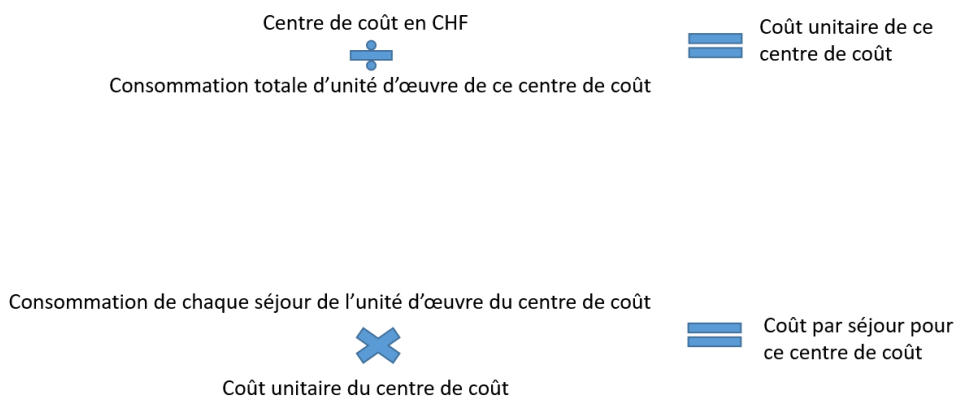 Centre de coût en CHF
Consommation totale d’unité d’œuvre de ce centre de coût
Coût unitaire de ce
centre de coût
Consommation de chaque séjour de l’unité d’œuvre du centre de coût
Coût unitaire du centre de coût
Coût par séjour pour
ce centre de coût